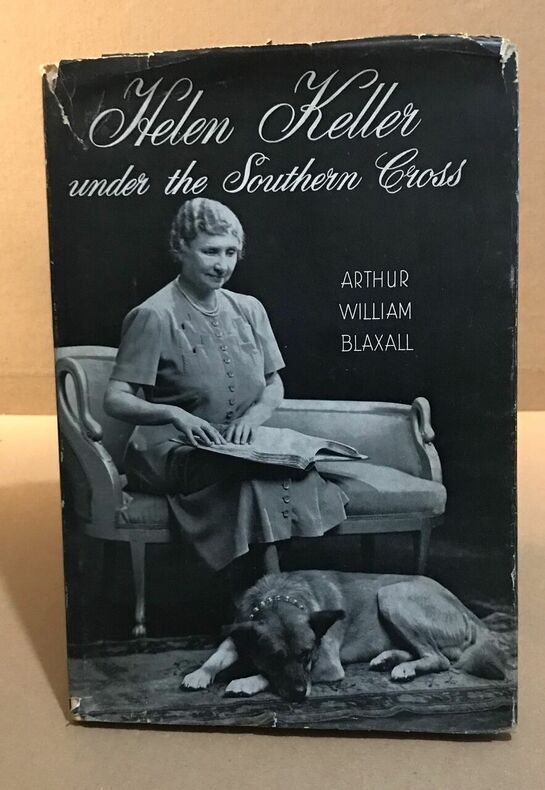 Helen Keller
under the Southern Cross
ARTHUR
WILLIAM
BLAXALL